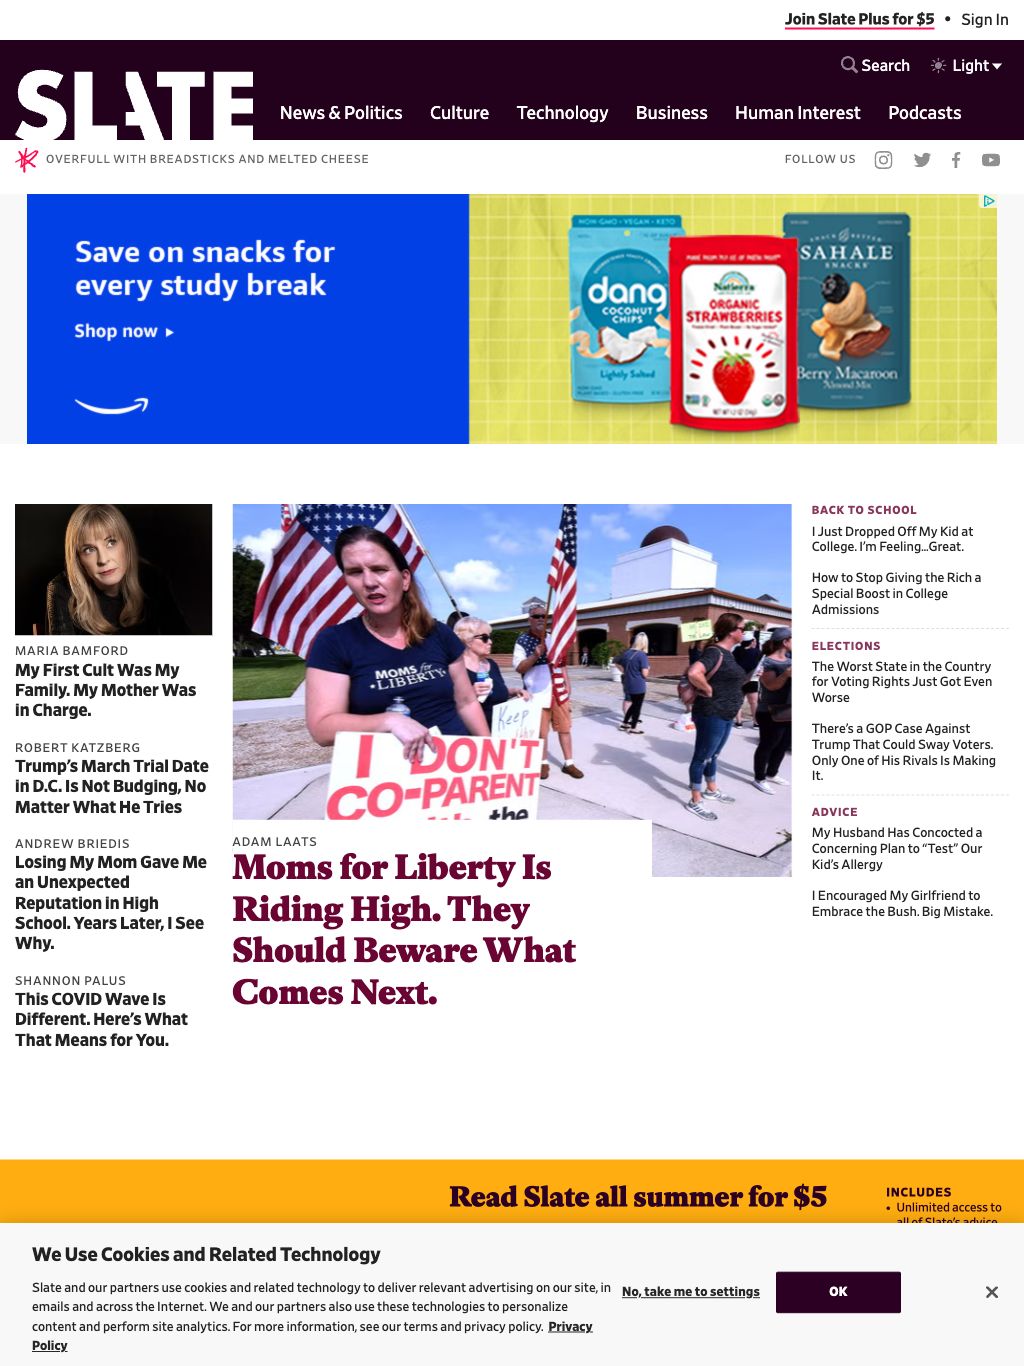 Join Slate Plus for $5 • Sign In
Search Light
SLATE
News & Politics Culture Technology Business Human Interest Podcasts
OVERFULL WITH BREADSTICKS AND MELTED CHEESE
FOLLOW US
Save on snacks for
every study break
Shop now
NON-GMO • VEGAN • KETO
dang
COCONUT
CHIPS
Lightly Salted
Natierra
ORGANIC
STRAWBERRIES
NET WT 1.2 OZ (34g)
SAHALE
SNACKS
Berry Macaroon
Almond Mix
MARIA BAMFORD
My First Cult Was My
Family. My Mother Was
in Charge.
ROBERT KATZBERG
Trump’s March Trial Date
in D.C. Is Not Budging, No
Matter What He Tries
ANDREW BRIEDIS
Losing My Mom Gave Me
an Unexpected
Reputation in High
School. Years Later, I See
Why.
SHANNON PALUS
This COVID Wave Is
Different. Here’s What
That Means for You.
MOMS for
LIBERTY
Keep
I DON'T
CO-PARENT
with the
ADAM LAATS
Moms for Liberty Is
Riding High. They
Should Beware What
Comes Next.
BACK TO SCHOOL
I Just Dropped Off My Kid at
College. I’m Feeling…Great.
How to Stop Giving the Rich a
Special Boost in College
Admissions
ELECTIONS
The Worst State in the Country
for Voting Rights Just Got Even
Worse
There’s a GOP Case Against
Trump That Could Sway Voters.
Only One of His Rivals Is Making
It.
ADVICE
My Husband Has Concocted a
Concerning Plan to “Test” Our
Kid’s Allergy
I Encouraged My Girlfriend to
Embrace the Bush. Big Mistake.
Read Slate all summer for $5
INCLUDES
• Unlimited access to
all of Slate’s advice
We Use Cookies and Related Technology
Slate and our partners use cookies and related technology to deliver relevant advertising on our site, in
emails and across the Internet. We and our partners also use these technologies to personalize
content and perform site analytics. For more information, see our terms and privacy policy. Privacy
Policy
No, take me to settings
OK